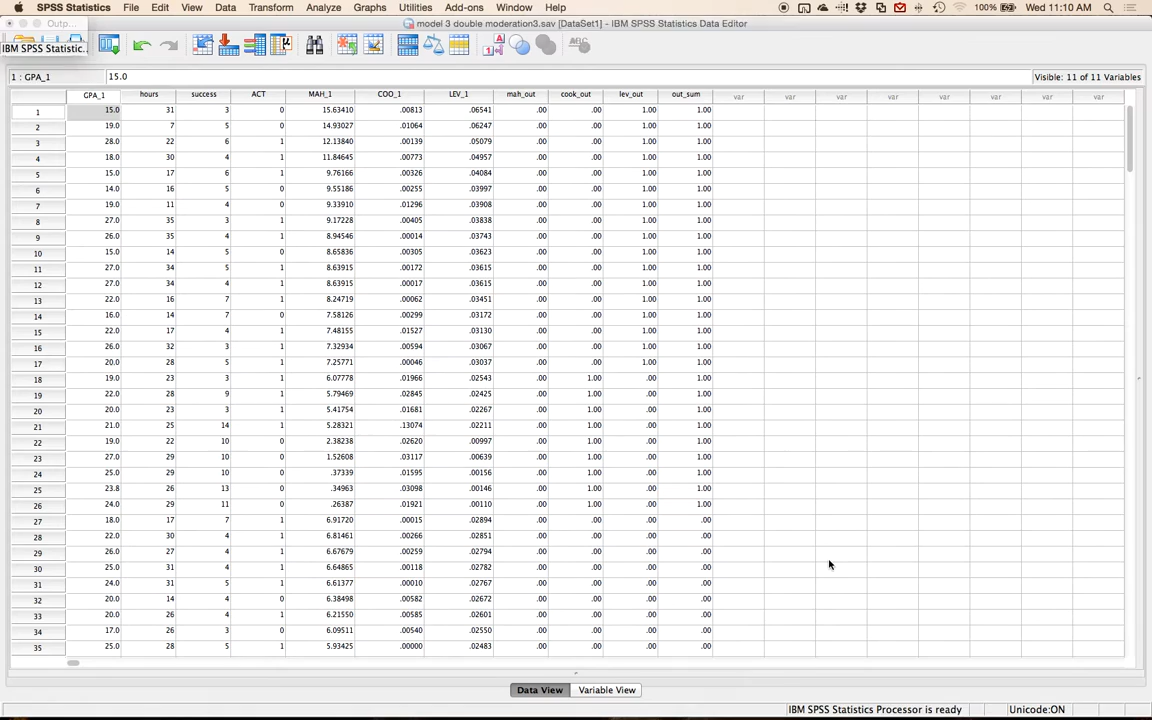 SPSS Statistics File Edit View Data Transform Analyze Graphs Utilities Add-ons Window Help 100% Wed 11:10 AM
Outp...
model 3 double moderation3.sav [DataSet1] - IBM SPSS Statistics Data Editor
IBM SPSS Statistic...
1 : GPA_1 15.0 Visible: 11 of 11 Variables
GPA_1 hours success ACT MAH_1 COO_1 LEV_1 mah_out cook_out lev_out out_sum var var var var var var var var
1 15.0 31 3 0 15.63410 .00813 .06541 .00 .00 1.00 1.00
2 19.0 7 5 0 14.93027 .01064 .06247 .00 .00 1.00 1.00
3 28.0 22 6 1 12.13840 .00139 .05079 .00 .00 1.00 1.00
4 18.0 30 4 1 11.84645 .00773 .04957 .00 .00 1.00 1.00
5 15.0 17 6 1 9.76166 .00326 .04084 .00 .00 1.00 1.00
6 14.0 16 5 0 9.55186 .00255 .03997 .00 .00 1.00 1.00
7 19.0 11 4 0 9.33910 .01296 .03908 .00 .00 1.00 1.00
8 27.0 35 3 1 9.17228 .00405 .03838 .00 .00 1.00 1.00
9 26.0 35 4 1 8.94546 .00014 .03743 .00 .00 1.00 1.00
10 15.0 14 5 0 8.65836 .00305 .03623 .00 .00 1.00 1.00
11 27.0 34 5 1 8.63915 .00172 .03615 .00 .00 1.00 1.00
12 27.0 34 4 1 8.63915 .00017 .03615 .00 .00 1.00 1.00
13 22.0 16 7 1 8.24719 .00062 .03451 .00 .00 1.00 1.00
14 16.0 14 7 0 7.58126 .00299 .03172 .00 .00 1.00 1.00
15 22.0 17 4 1 7.48155 .01527 .03130 .00 .00 1.00 1.00
16 26.0 32 3 1 7.32934 .00594 .03067 .00 .00 1.00 1.00
17 20.0 28 5 1 7.25771 .00046 .03037 .00 .00 1.00 1.00
18 19.0 23 3 1 6.07778 .01966 .02543 .00 1.00 .00 1.00
19 22.0 28 9 1 5.79469 .02845 .02425 .00 1.00 .00 1.00
20 20.0 23 3 1 5.41754 .01681 .02267 .00 1.00 .00 1.00
21 21.0 25 14 1 5.28321 .13074 .02211 .00 1.00 .00 1.00
22 19.0 22 10 0 2.38238 .02620 .00997 .00 1.00 .00 1.00
23 27.0 29 10 0 1.52608 .03117 .00639 .00 1.00 .00 1.00
24 25.0 29 10 0 .37339 .01595 .00156 .00 1.00 .00 1.00
25 23.8 26 13 0 .34963 .03098 .00146 .00 1.00 .00 1.00
26 24.0 29 11 0 .26387 .01921 .00110 .00 1.00 .00 1.00
27 18.0 17 7 1 6.91720 .00015 .02894 .00 .00 .00 .00
28 22.0 30 4 1 6.81461 .00266 .02851 .00 .00 .00 .00
29 26.0 27 4 1 6.67679 .00259 .02794 .00 .00 .00 .00
30 25.0 31 4 1 6.64865 .00118 .02782 .00 .00 .00 .00
31 24.0 31 5 1 6.61377 .00010 .02767 .00 .00 .00 .00
32 20.0 14 4 0 6.38498 .00582 .02672 .00 .00 .00 .00
33 20.0 26 4 1 6.21550 .00585 .02601 .00 .00 .00 .00
34 17.0 26 3 0 6.09511 .00540 .02550 .00 .00 .00 .00
35 25.0 28 5 1 5.93425 .00000 .02483 .00 .00 .00 .00
Data View Variable View
IBM SPSS Statistics Processor is ready Unicode:ON